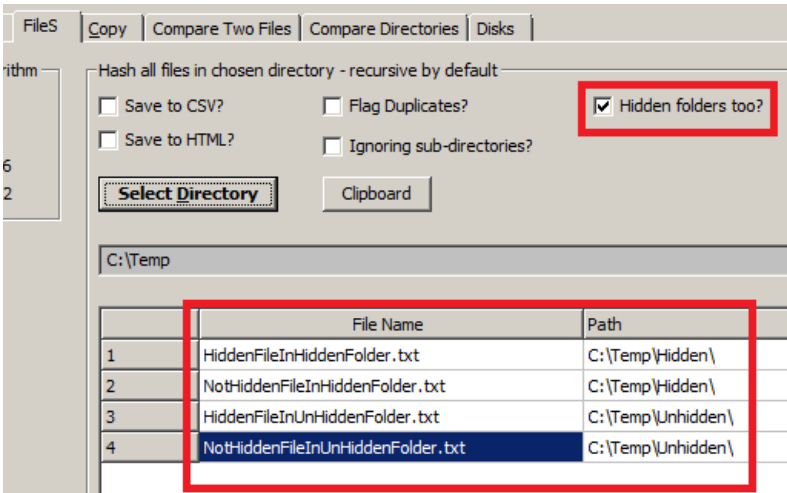 FileS Copy Compare Two Files Compare Directories Disks
rithm Hash all files in chosen directory - recursive by default
Save to CSV? Flag Duplicates? Hidden folders too?
Save to HTML? Ignoring sub-directories?
6
2 Select Directory Clipboard
C:\Temp
File Name Path
1 HiddenFileInHiddenFolder.txt C:\Temp\Hidden\
2 NotHiddenFileInHiddenFolder.txt C:\Temp\Hidden\
3 HiddenFileInUnHiddenFolder.txt C:\Temp\Unhidden\
4 NotHiddenFileInUnHiddenFolder.txt C:\Temp\Unhidden\